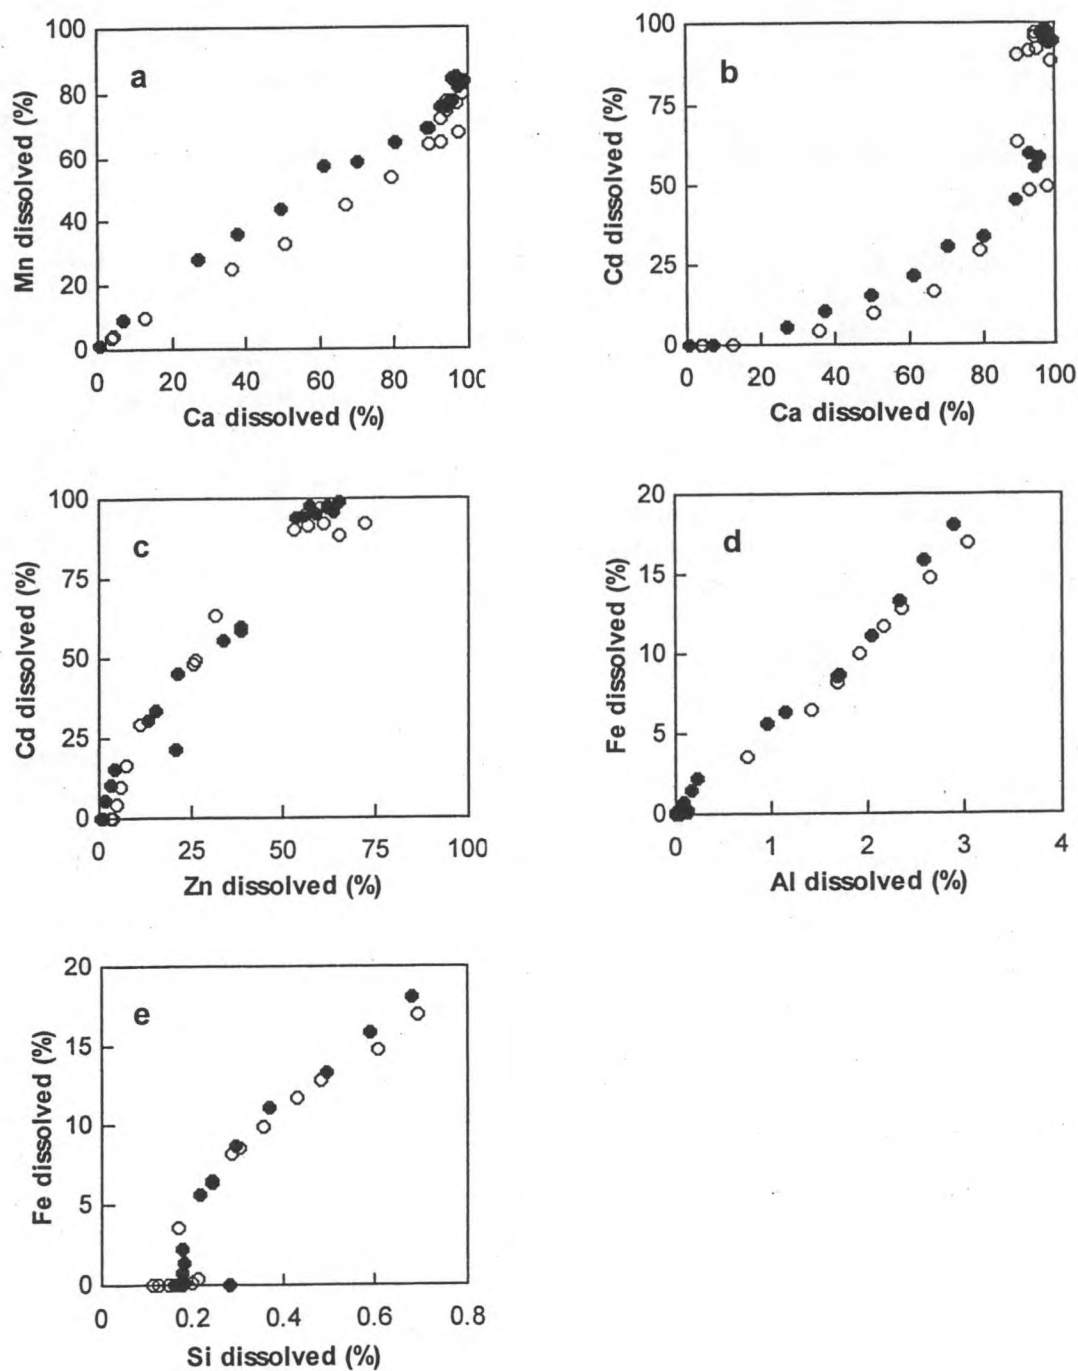 a
Mn dissolved (%)
100
80
60
40
20
0
0 20 40 60 80 100
Ca dissolved (%)
b
Cd dissolved (%)
100
75
50
25
0
0 20 40 60 80 100
Ca dissolved (%)
c
Cd dissolved (%)
100
75
50
25
0
0 25 50 75 100
Zn dissolved (%)
d
Fe dissolved (%)
20
15
10
5
0
0 1 2 3 4
Al dissolved (%)
e
Fe dissolved (%)
20
15
10
5
0
0 0.2 0.4 0.6 0.8
Si dissolved (%)